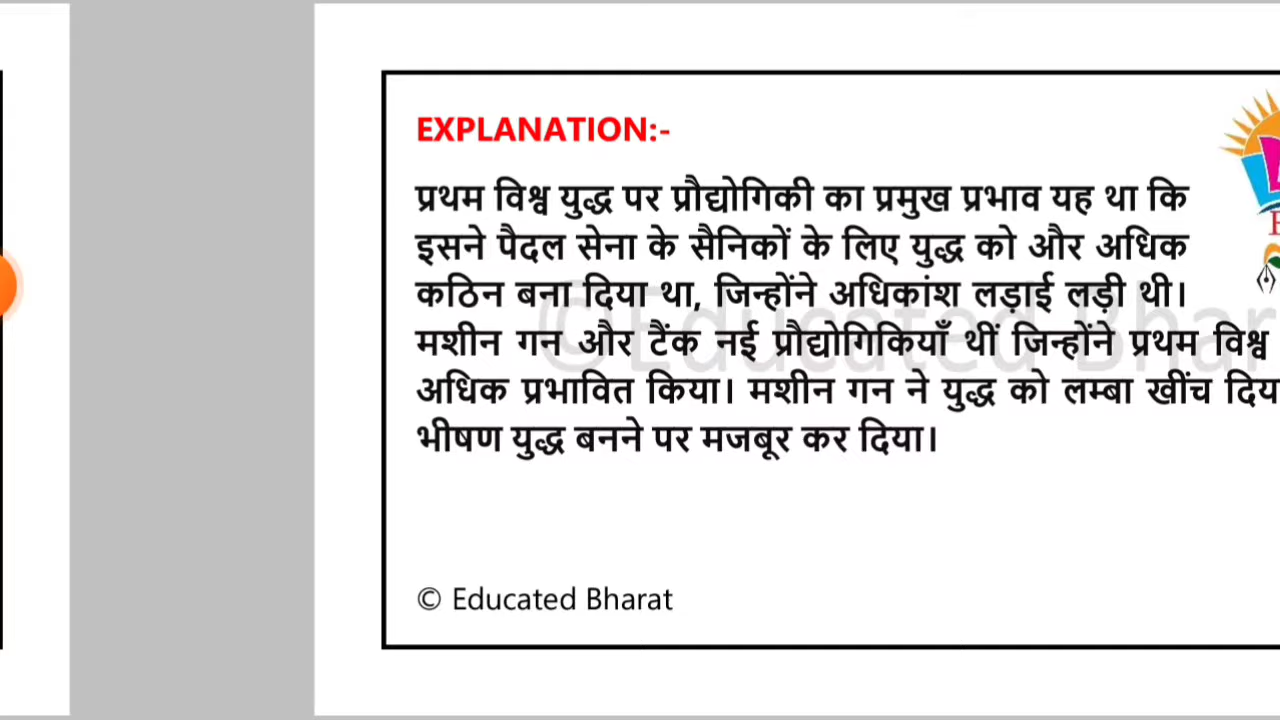 EXPLANATION:-
प्रथम विश्व युद्ध पर प्रौद्योगिकी का प्रमुख प्रभाव यह था कि
इसने पैदल सेना के सैनिकों के लिए युद्ध को और अधिक
कठिन बना दिया था, जिन्होंने अधिकांश लड़ाई लड़ी थी।
मशीन गन और टैंक नई प्रौद्योगिकियाँ थीं जिन्होंने प्रथम विश्व
अधिक प्रभावित किया। मशीन गन ने युद्ध को लम्बा खींच
भीषण युद्ध बनने पर मजबूर कर दिया।
©Educated
© Educated Bharat